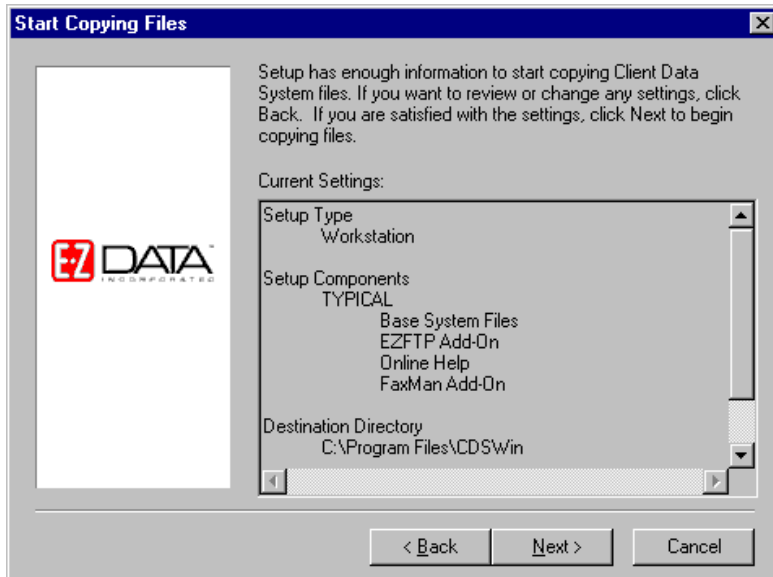 Start Copying Files
Setup has enough information to start copying Client Data
System files. If you want to review or change any settings, click
Back.  If you are satisfied with the settings, click Next to begin
copying files.
Current Settings:
Setup Type
Workstation
Setup Components
TYPICAL
Base System Files
EZFTP Add-On
Online Help
FaxMan Add-On
Destination Directory
C:\Program Files\CDSWin
E-Z DATA™
INCORPORATED
< Back
Next >
Cancel